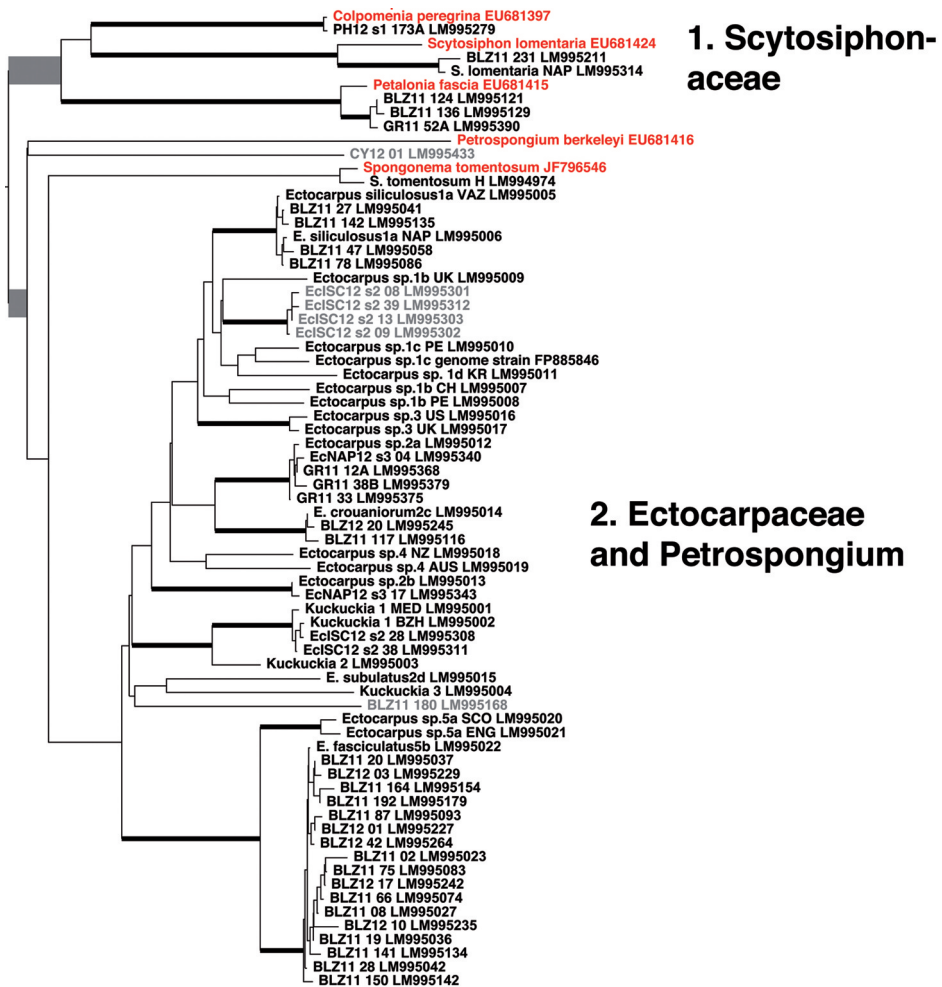 Colpomenia peregrina EU681397
PH12 s1 173A LM995279
Scytosiphon lomentaria EU681424
BLZ11 231 LM995211
S. lomentaria NAP LM995314
Petalonia fascia EU681415
BLZ11 124 LM995121
BLZ11 136 LM995129
GR11 52A LM995390
1. Scytosiphon-
aceae
Petrospongium berkeleyi EU681416
CY12 01 LM995433
Spongonema tomentosum JF796546
S. tomentosum H LM994974
Ectocarpus siliculosus1a VAZ LM995005
BLZ11 27 LM995041
BLZ11 142 LM995135
E. siliculosus1a NAP LM995006
BLZ11 47 LM995058
BLZ11 78 LM995086
Ectocarpus sp.1b UK LM995009
EcISC12 s2 08 LM995301
EcISC12 s2 39 LM995312
EcISC12 s2 13 LM995303
EcISC12 s2 09 LM995302
Ectocarpus sp.1c PE LM995010
Ectocarpus sp.1c genome strain FP885846
Ectocarpus sp. 1d KR LM995011
Ectocarpus sp.1b CH LM995007
Ectocarpus sp.1b PE LM995008
Ectocarpus sp.3 US LM995016
Ectocarpus sp.3 UK LM995017
Ectocarpus sp.2a LM995012
EcNAP12 s3 04 LM995340
GR11 12A LM995368
GR11 38B LM995379
GR11 33 LM995375
E. crouaniorum2c LM995014
BLZ12 20 LM995245
BLZ11 117 LM995116
Ectocarpus sp.4 NZ LM995018
Ectocarpus sp.4 AUS LM995019
Ectocarpus sp.2b LM995013
EcNAP12 s3 17 LM995343
Kuckuckia 1 MED LM995001
Kuckuckia 1 BZH LM995002
EcISC12 s2 28 LM995308
EcISC12 s2 38 LM995311
Kuckuckia 2 LM995003
E. subulatus2d LM995015
Kuckuckia 3 LM995004
BLZ11 180 LM995168
Ectocarpus sp.5a SCO LM995020
Ectocarpus sp.5a ENG LM995021
E. fasciculatus5b LM995022
BLZ11 20 LM995037
BLZ12 03 LM995229
BLZ11 164 LM995154
BLZ11 192 LM995179
BLZ11 87 LM995093
BLZ12 01 LM995227
BLZ12 42 LM995264
BLZ11 02 LM995023
BLZ11 75 LM995083
BLZ12 17 LM995242
BLZ11 66 LM995074
BLZ11 08 LM995027
BLZ12 10 LM995235
BLZ11 19 LM995036
BLZ11 141 LM995134
BLZ11 28 LM995042
BLZ11 150 LM995142
2. Ectocarpaceae
and Petrospongium